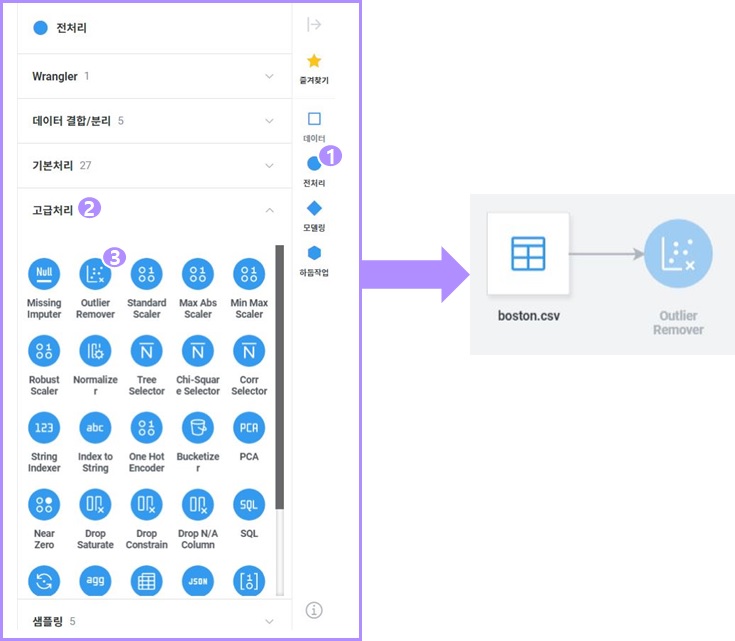 전처리
Wrangler 1
데이터 결합/분리 5
기본처리 27
고급처리 2
3
Null
Missing
Imputer
Outlier
Remover
Standard
Scaler
Max Abs
Scaler
Min Max
Scaler
Robust
Scaler
Normalize
r
N
Tree
Selector
N
Chi-Squar
e Selector
N
Corr
Selector
123
String
Indexer
abc
Index to
String
One Hot
Encoder
Bucketize
r
PCA
PCA
Near
Zero
Drop
Saturate
Drop
Constrain
Drop N/A
Column
SQL
SQL
agg
JSON
샘플링 5
즐겨찾기
데이터
1
전처리
모델링
하둡작업
boston.csv
Outlier
Remover